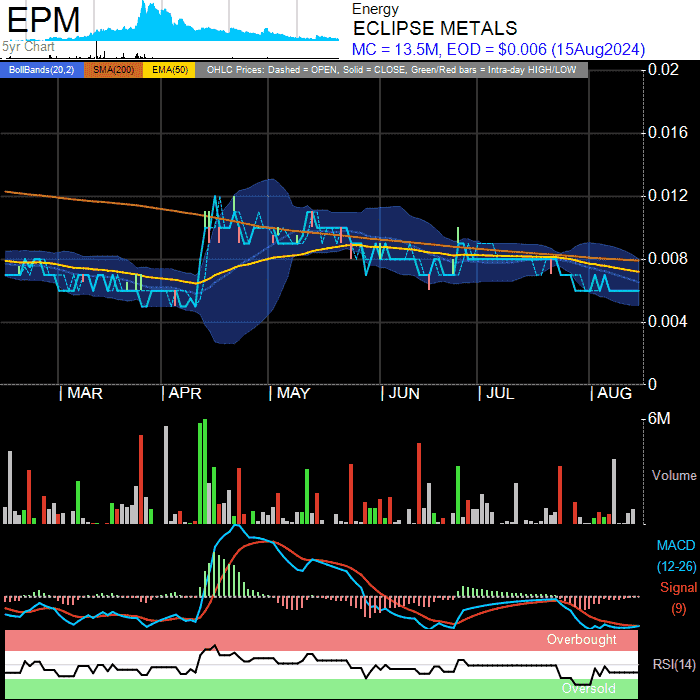 EPM
5yr Chart
Energy
ECLIPSE METALS
MC = 13.5M, EOD = $0.006 (15Aug2024)
BollBands(20,2) SMA(200) EMA(50) OHLC Prices: Dashed = OPEN, Solid = CLOSE, Green/Red bars = Intra-day HIGH/LOW
0.02
0.016
0.012
0.008
0.004
0
| MAR | APR | MAY | JUN | JUL | AUG
6M
Volume
MACD
(12-26)
Signal
(9)
Overbought
RSI(14)
Oversold